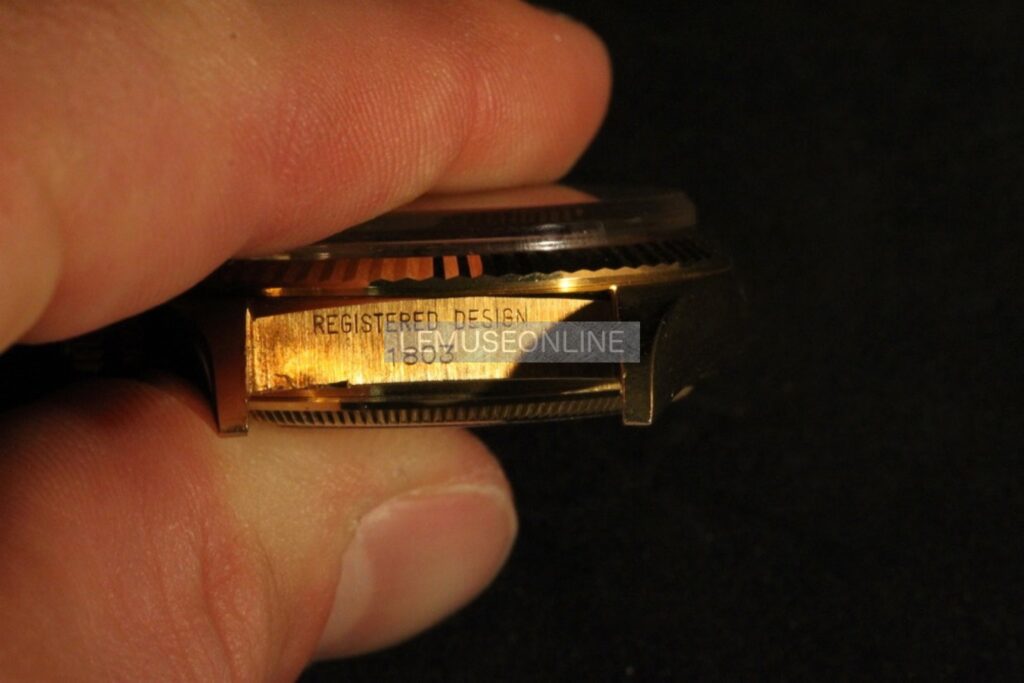 REGISTERED DESIGN
1803
LEMUSEONLINE